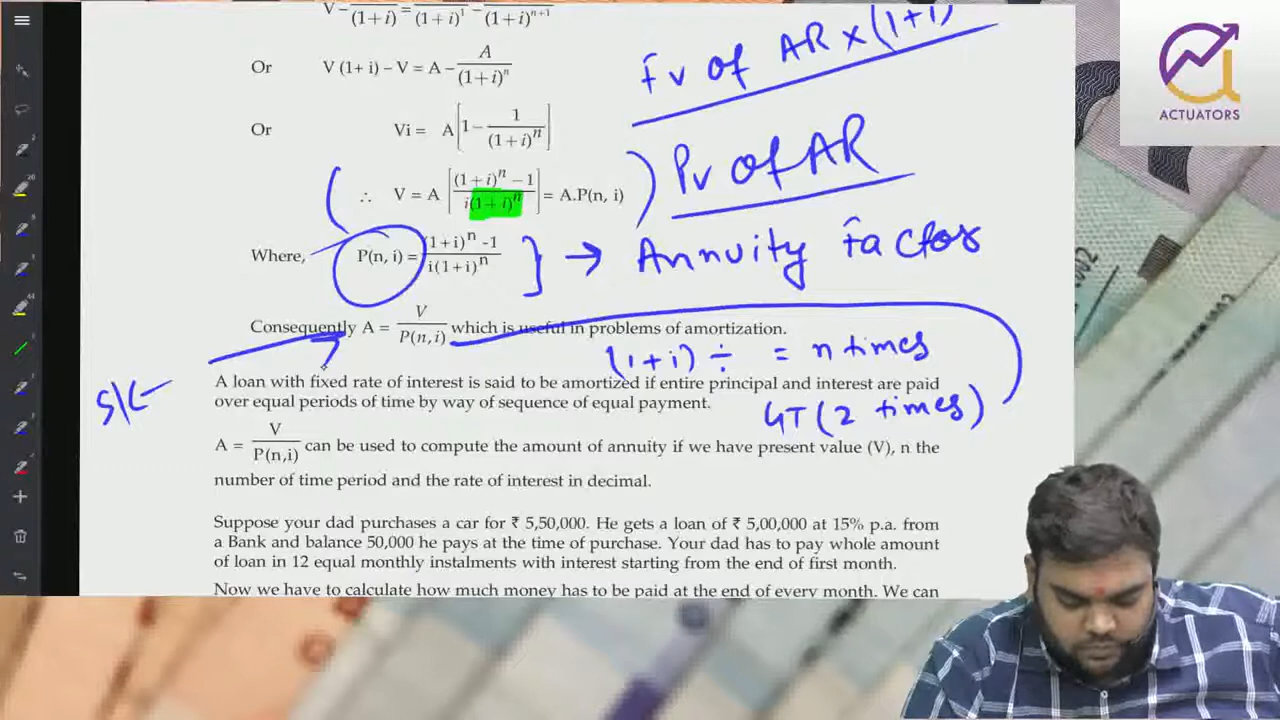 V − /(1+i) = /(1+i)^1 − /(1+i)^{n+1}
Fv of AR x (1+i)
Or V (1+ i) – V = A – A/(1+i)^n
Or Vi = A[1 − 1/(1+i)^n]
Pv of AR
∴ V = A [(1+i)^n − 1 / i(1+i)^n] = A.P(n, i)
Where, P(n, i) = (1+i)^n -1 / i(1+i)^n → Annuity Factor
Consequently A = V/P(n,i) which is useful in problems of amortization.
(1+i) ÷ = n times
A loan with fixed rate of interest is said to be amortized if entire principal and interest are paid
over equal periods of time by way of sequence of equal payment.
GT (2 times)
A = V/P(n,i) can be used to compute the amount of annuity if we have present value (V), n the
number of time period and the rate of interest in decimal.
Suppose your dad purchases a car for ₹ 5,50,000. He gets a loan of ₹ 5,00,000 at 15% p.a. from
a Bank and balance 50,000 he pays at the time of purchase. Your dad has to pay whole amount
of loan in 12 equal monthly instalments with interest starting from the end of first month.
Now we have to calculate how much money has to be paid at the end of every month. We can
ACTUATORS